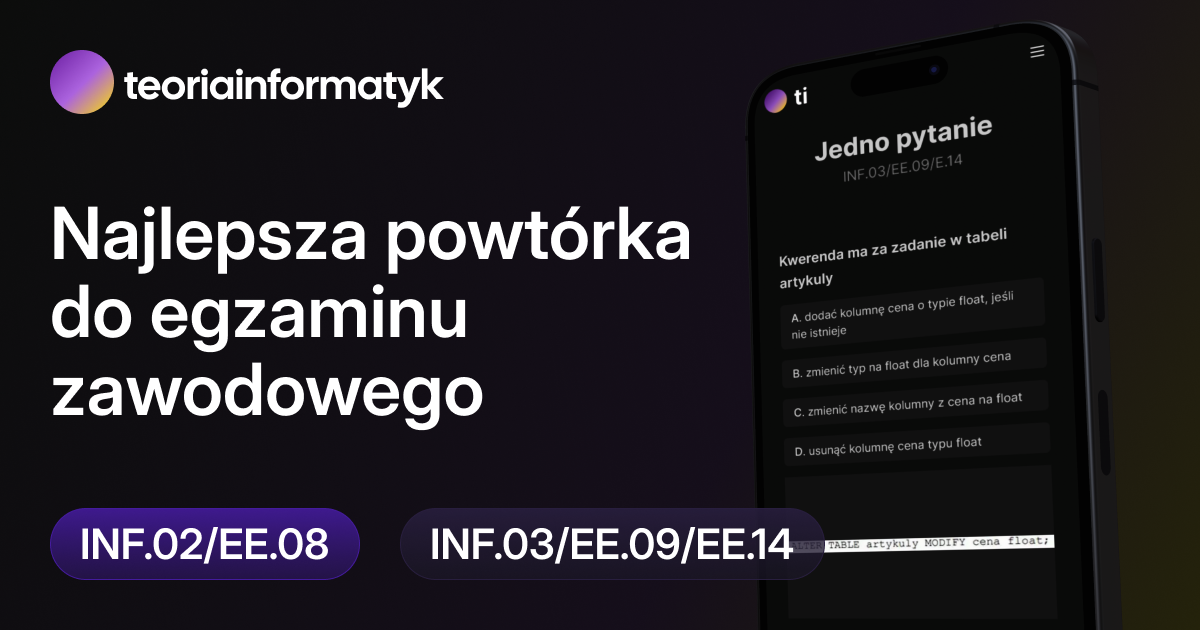 teoriainformatyk
Najlepsza powtórka
do egzaminu
zawodowego
INF.02/EE.08
INF.03/EE.09/EE.14
ti
Jedno pytanie
INF.03/EE.09/E.14
Kwerenda ma za zadanie w tabeli
artykuly
A. dodać kolumnę cena o typie float, jeśli
nie istnieje
B. zmienić typ na float dla kolumny cena
C. zmienić nazwę kolumny z cena na float
D. usunąć kolumnę cena typu float
ALTER TABLE artykuly MODIFY cena float;